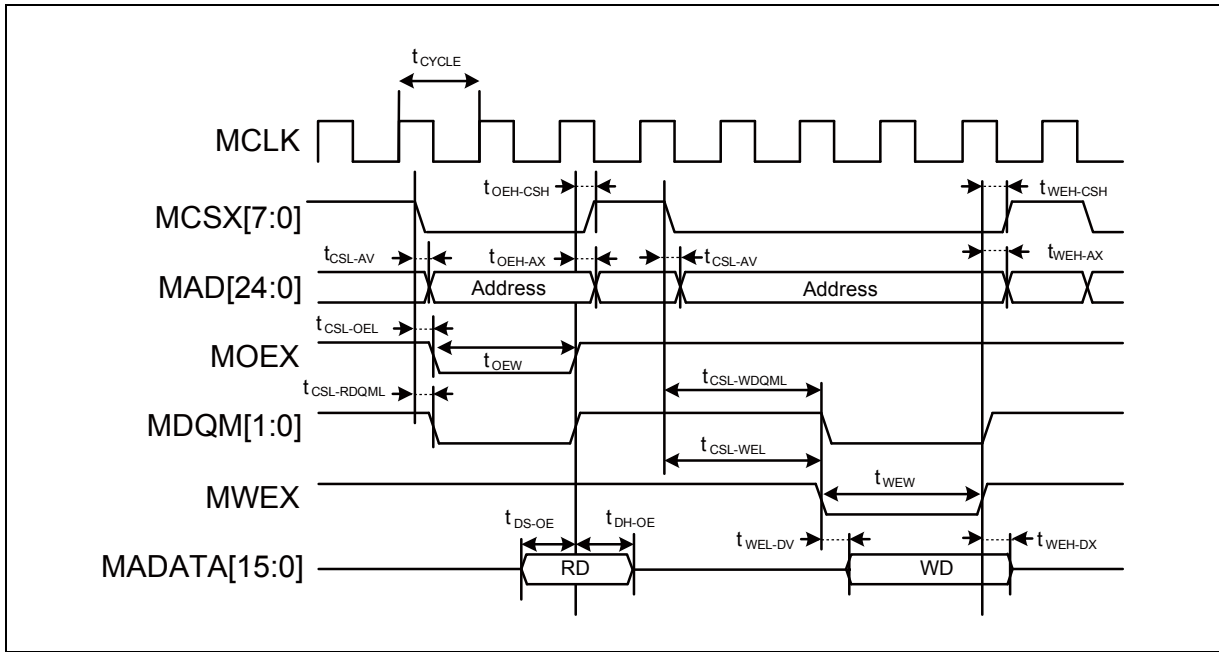 tCYCLE
MCLK
tOEH-CSH
tWEH-CSH
MCSX[7:0]
tCSL-AV
tOEH-AX
tCSL-AV
tWEH-AX
MAD[24:0]
Address
Address
tCSL-OEL
MOEX
tOEW
tCSL-RDQML
tCSL-WDQML
MDQM[1:0]
tCSL-WEL
MWEX
tWEW
tDS-OE
tDH-OE
tWEL-DV
tWEH-DX
MADATA[15:0]
RD
WD